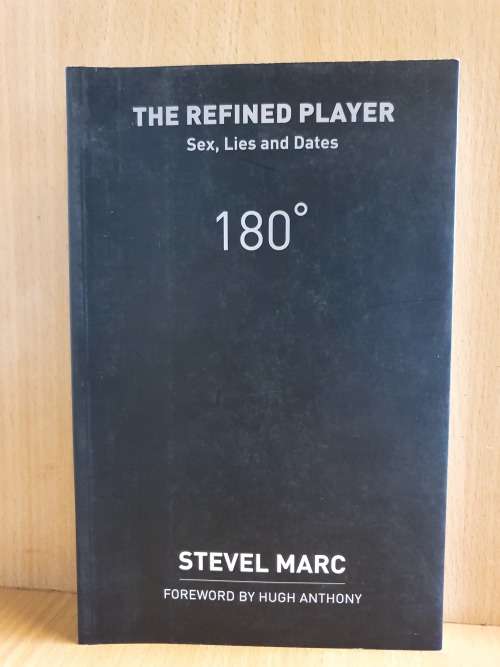 THE REFINED PLAYER
Sex, Lies and Dates
180°
STEVEL MARC
FOREWORD BY HUGH ANTHONY